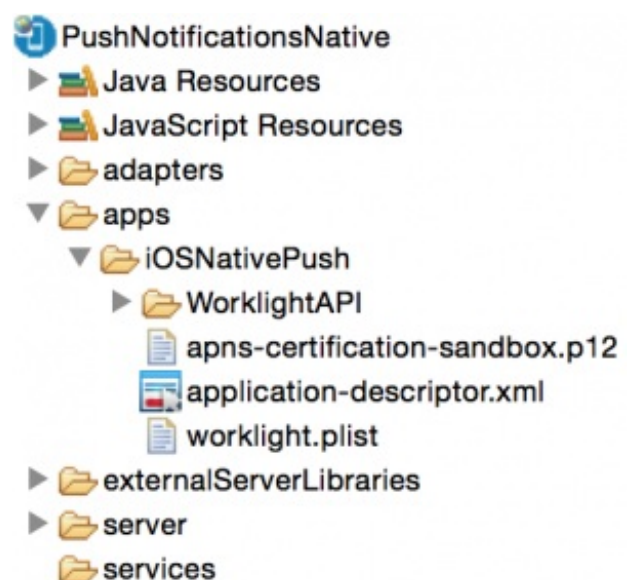 PushNotificationsNative
Java Resources
JavaScript Resources
adapters
apps
iOSNativePush
WorklightAPI
apns-certification-sandbox.p12
application-descriptor.xml
worklight.plist
externalServerLibraries
server
services